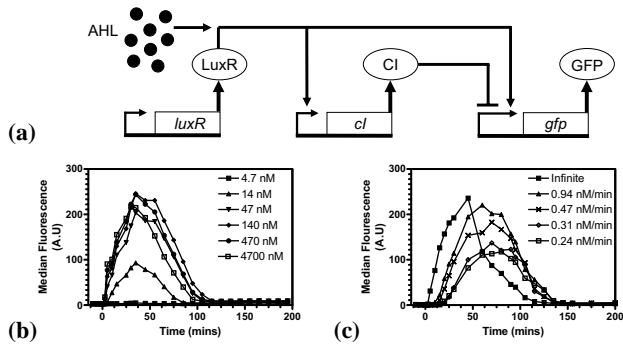 AHL
LuxR
CI
GFP
(a)
luxR
cI
gfp
300
200
100
0
Median Fluorescence
(A.U)
4.7 nM
14 nM
47 nM
140 nM
470 nM
4700 nM
0 50 100 150 200
Time (mins)
(b)
300
200
100
0
Median Flourescence
(A.U)
Infinite
0.94 nM/min
0.47 nM/min
0.31 nM/min
0.24 nM/min
0 50 100 150 200
Time (mins)
(c)